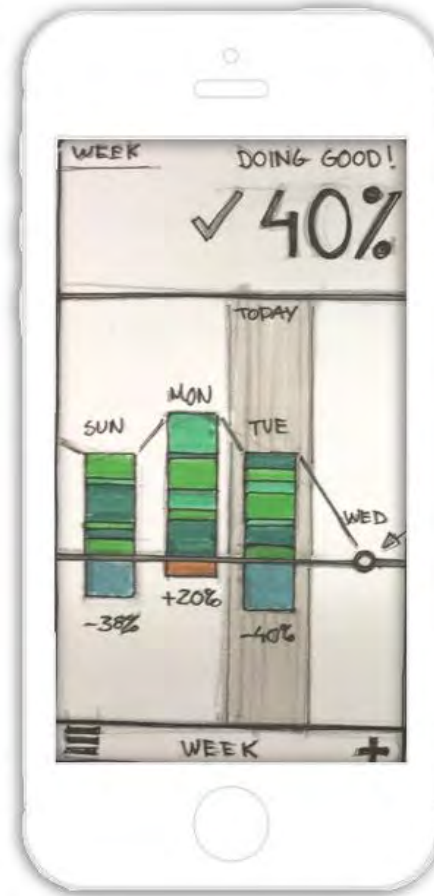 WEEK
DOING GOOD!
✓ 40%
TODAY
MON
SUN
TUE
WED
-38%
+20%
-40%
WEEK
+